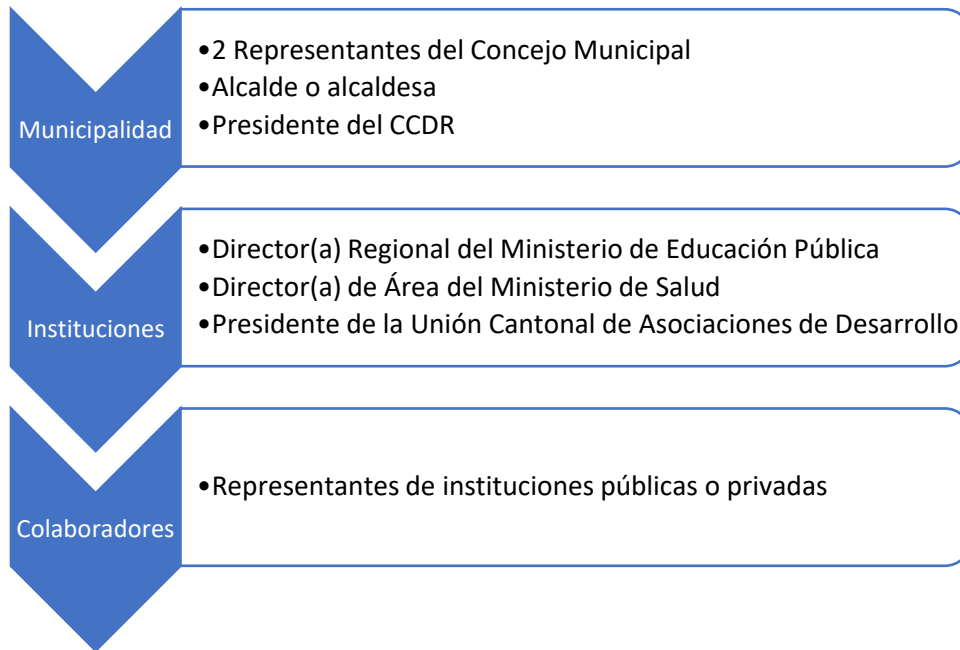 Municipalidad
•2 Representantes del Concejo Municipal
•Alcalde o alcaldesa
•Presidente del CCDR
Instituciones
•Director(a) Regional del Ministerio de Educación Pública
•Director(a) de Área del Ministerio de Salud
•Presidente de la Unión Cantonal de Asociaciones de Desarrollo
Colaboradores
•Representantes de instituciones públicas o privadas